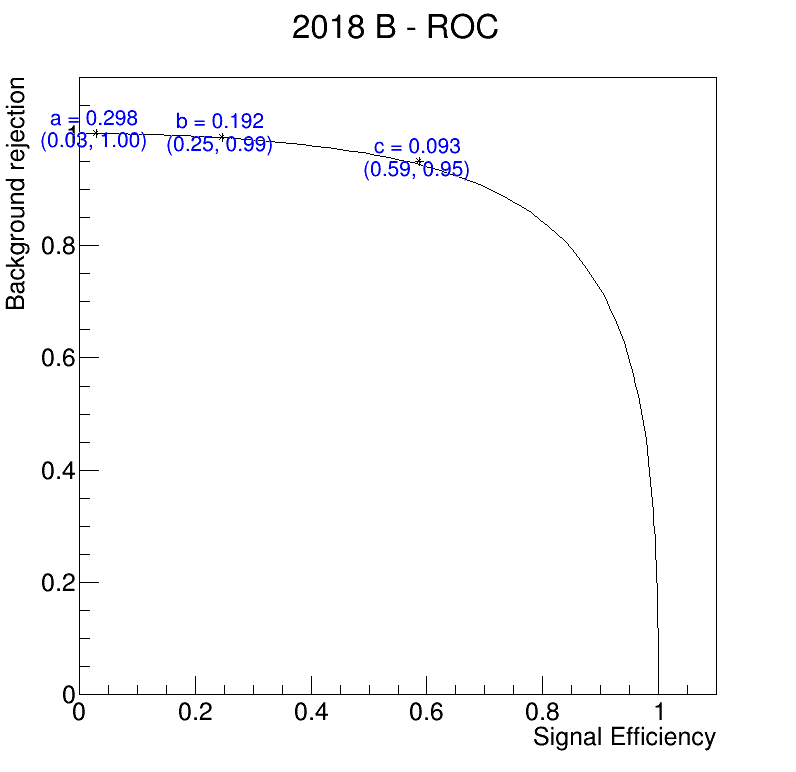 2018 B - ROC
Background rejection
a = 0.298
(0.03, 1.00)
b = 0.192
(0.25, 0.99)
c = 0.093
(0.59, 0.95)
1
0.8
0.6
0.4
0.2
0
0 0.2 0.4 0.6 0.8 1
Signal Efficiency